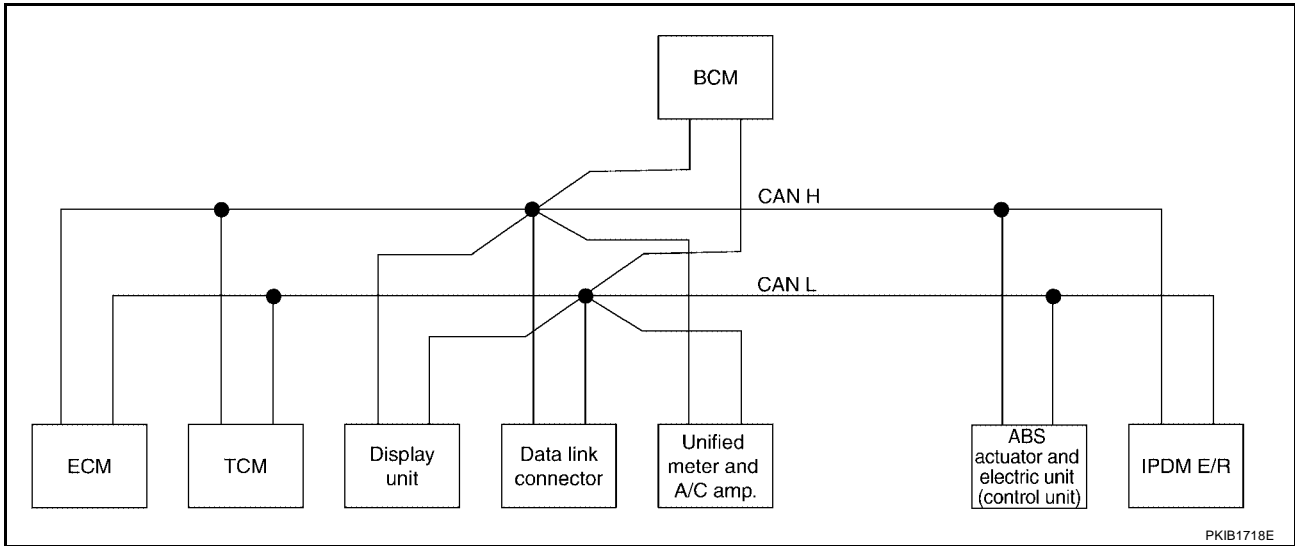 BCM
CAN H
CAN L
ECM
TCM
Display
unit
Data link
connector
Unified
meter and
A/C amp.
ABS
actuator and
electric unit
(control unit)
IPDM E/R
PKIB1718E